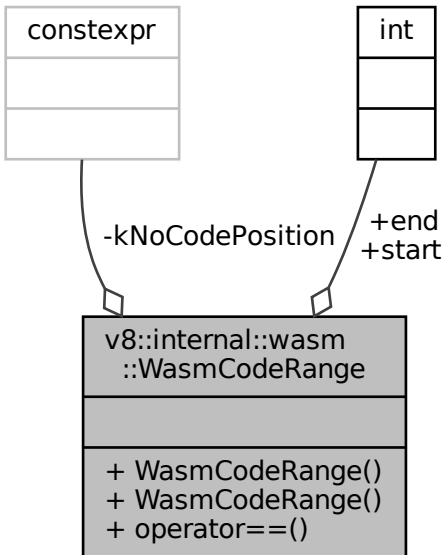 constexpr
int
-kNoCodePosition
+end
+start
v8::internal::wasm
::WasmCodeRange
+ WasmCodeRange()
+ WasmCodeRange()
+ operator==()